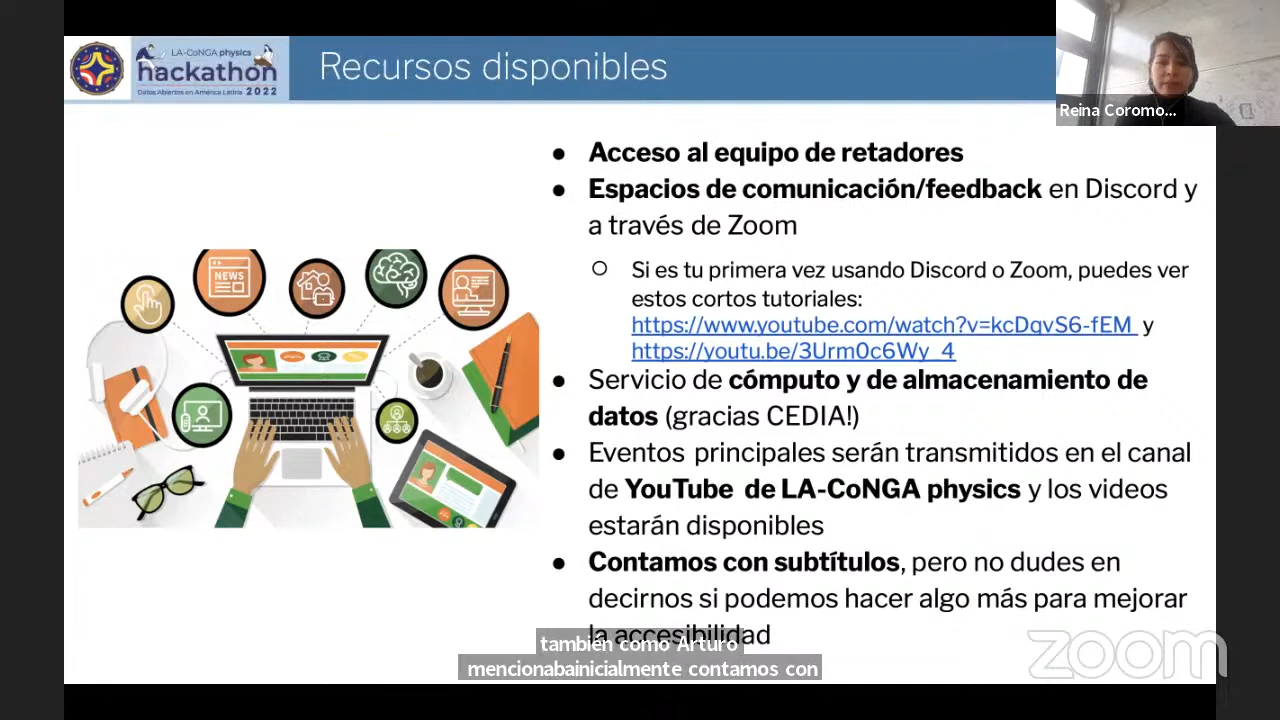 LA-CoNGA physics
hackathon
Datos Abiertos en América Latina 2022
Recursos disponibles
Reina Coromo...
● Acceso al equipo de retadores
● Espacios de comunicación/feedback en Discord y
a través de Zoom
○ Si es tu primera vez usando Discord o Zoom, puedes ver
estos cortos tutoriales:
https://www.youtube.com/watch?v=kcDqvS6-fEM y
https://youtu.be/3Urm0c6Wy_4
● Servicio de cómputo y de almacenamiento de
datos (gracias CEDIA!)
● Eventos principales serán transmitidos en el canal
de YouTube de LA-CoNGA physics y los videos
estarán disponibles
● Contamos con subtítulos, pero no dudes en
decirnos si podemos hacer algo más para mejorar
la accesibilidad
NEWS
también como Arturo
mencionabainicialmente contamos con
zoom